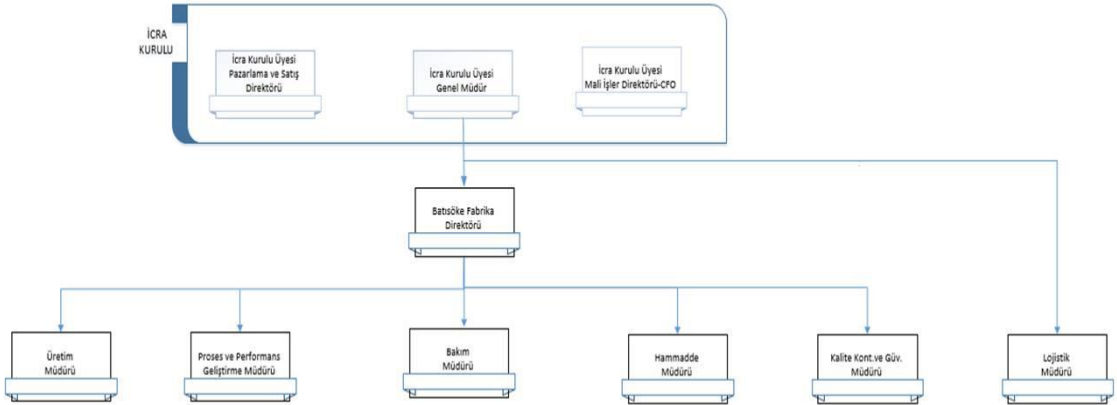 İCRA
KURULU
İcra Kurulu Üyesi
Pazarlama ve Satış
Direktörü
İcra Kurulu Üyesi
Genel Müdür
İcra Kurulu Üyesi
Mali İşler Direktörü-CFO
Batısöke Fabrika
Direktörü
Üretim
Müdürü
Proses ve Performans
Geliştirme Müdürü
Bakım
Müdürü
Hammadde
Müdürü
Kalite Kont.ve Güv.
Müdürü
Lojistik
Müdürü